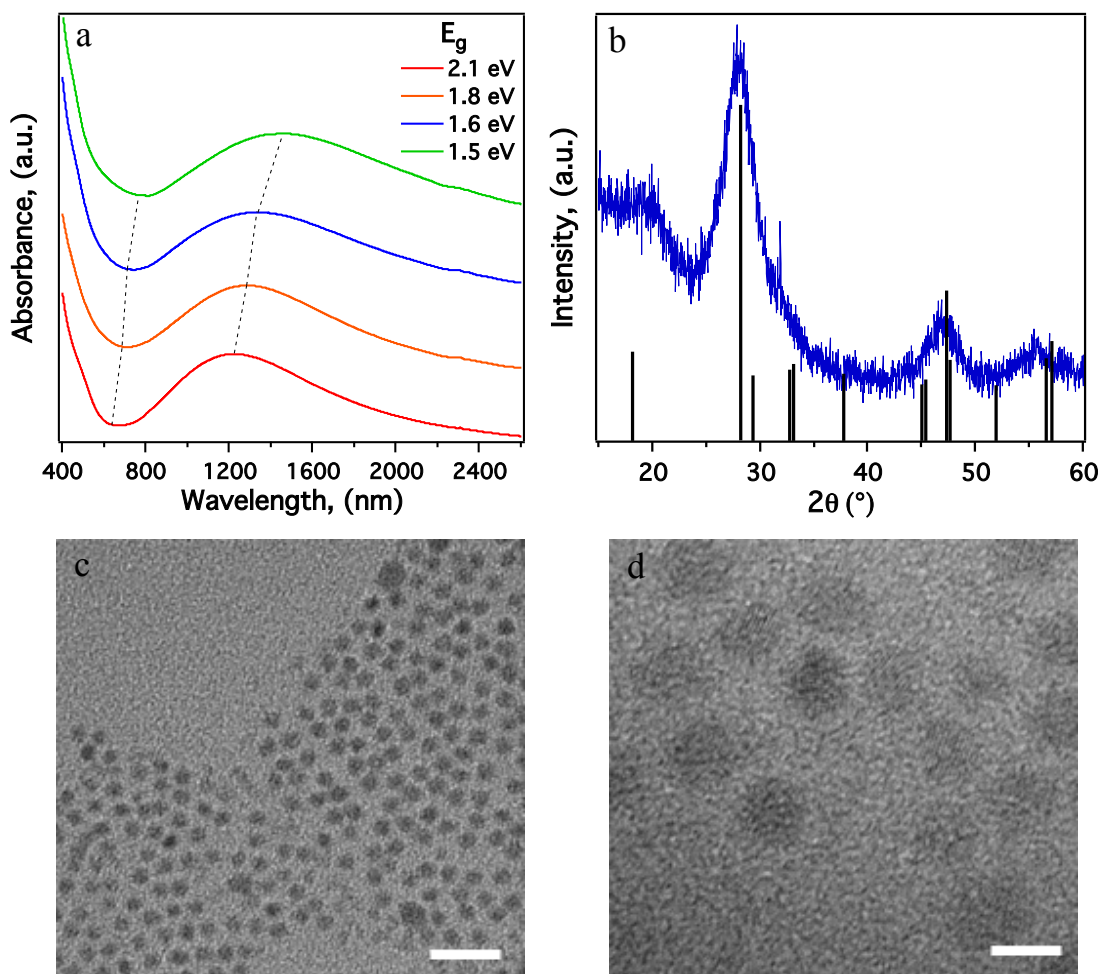 a
E_g
2.1 eV
1.8 eV
1.6 eV
1.5 eV
Absorbance, (a.u.)
400 800 1200 1600 2000 2400
Wavelength, (nm)
b
Intensity, (a.u.)
20 30 40 50 60
2θ (°)
c
d